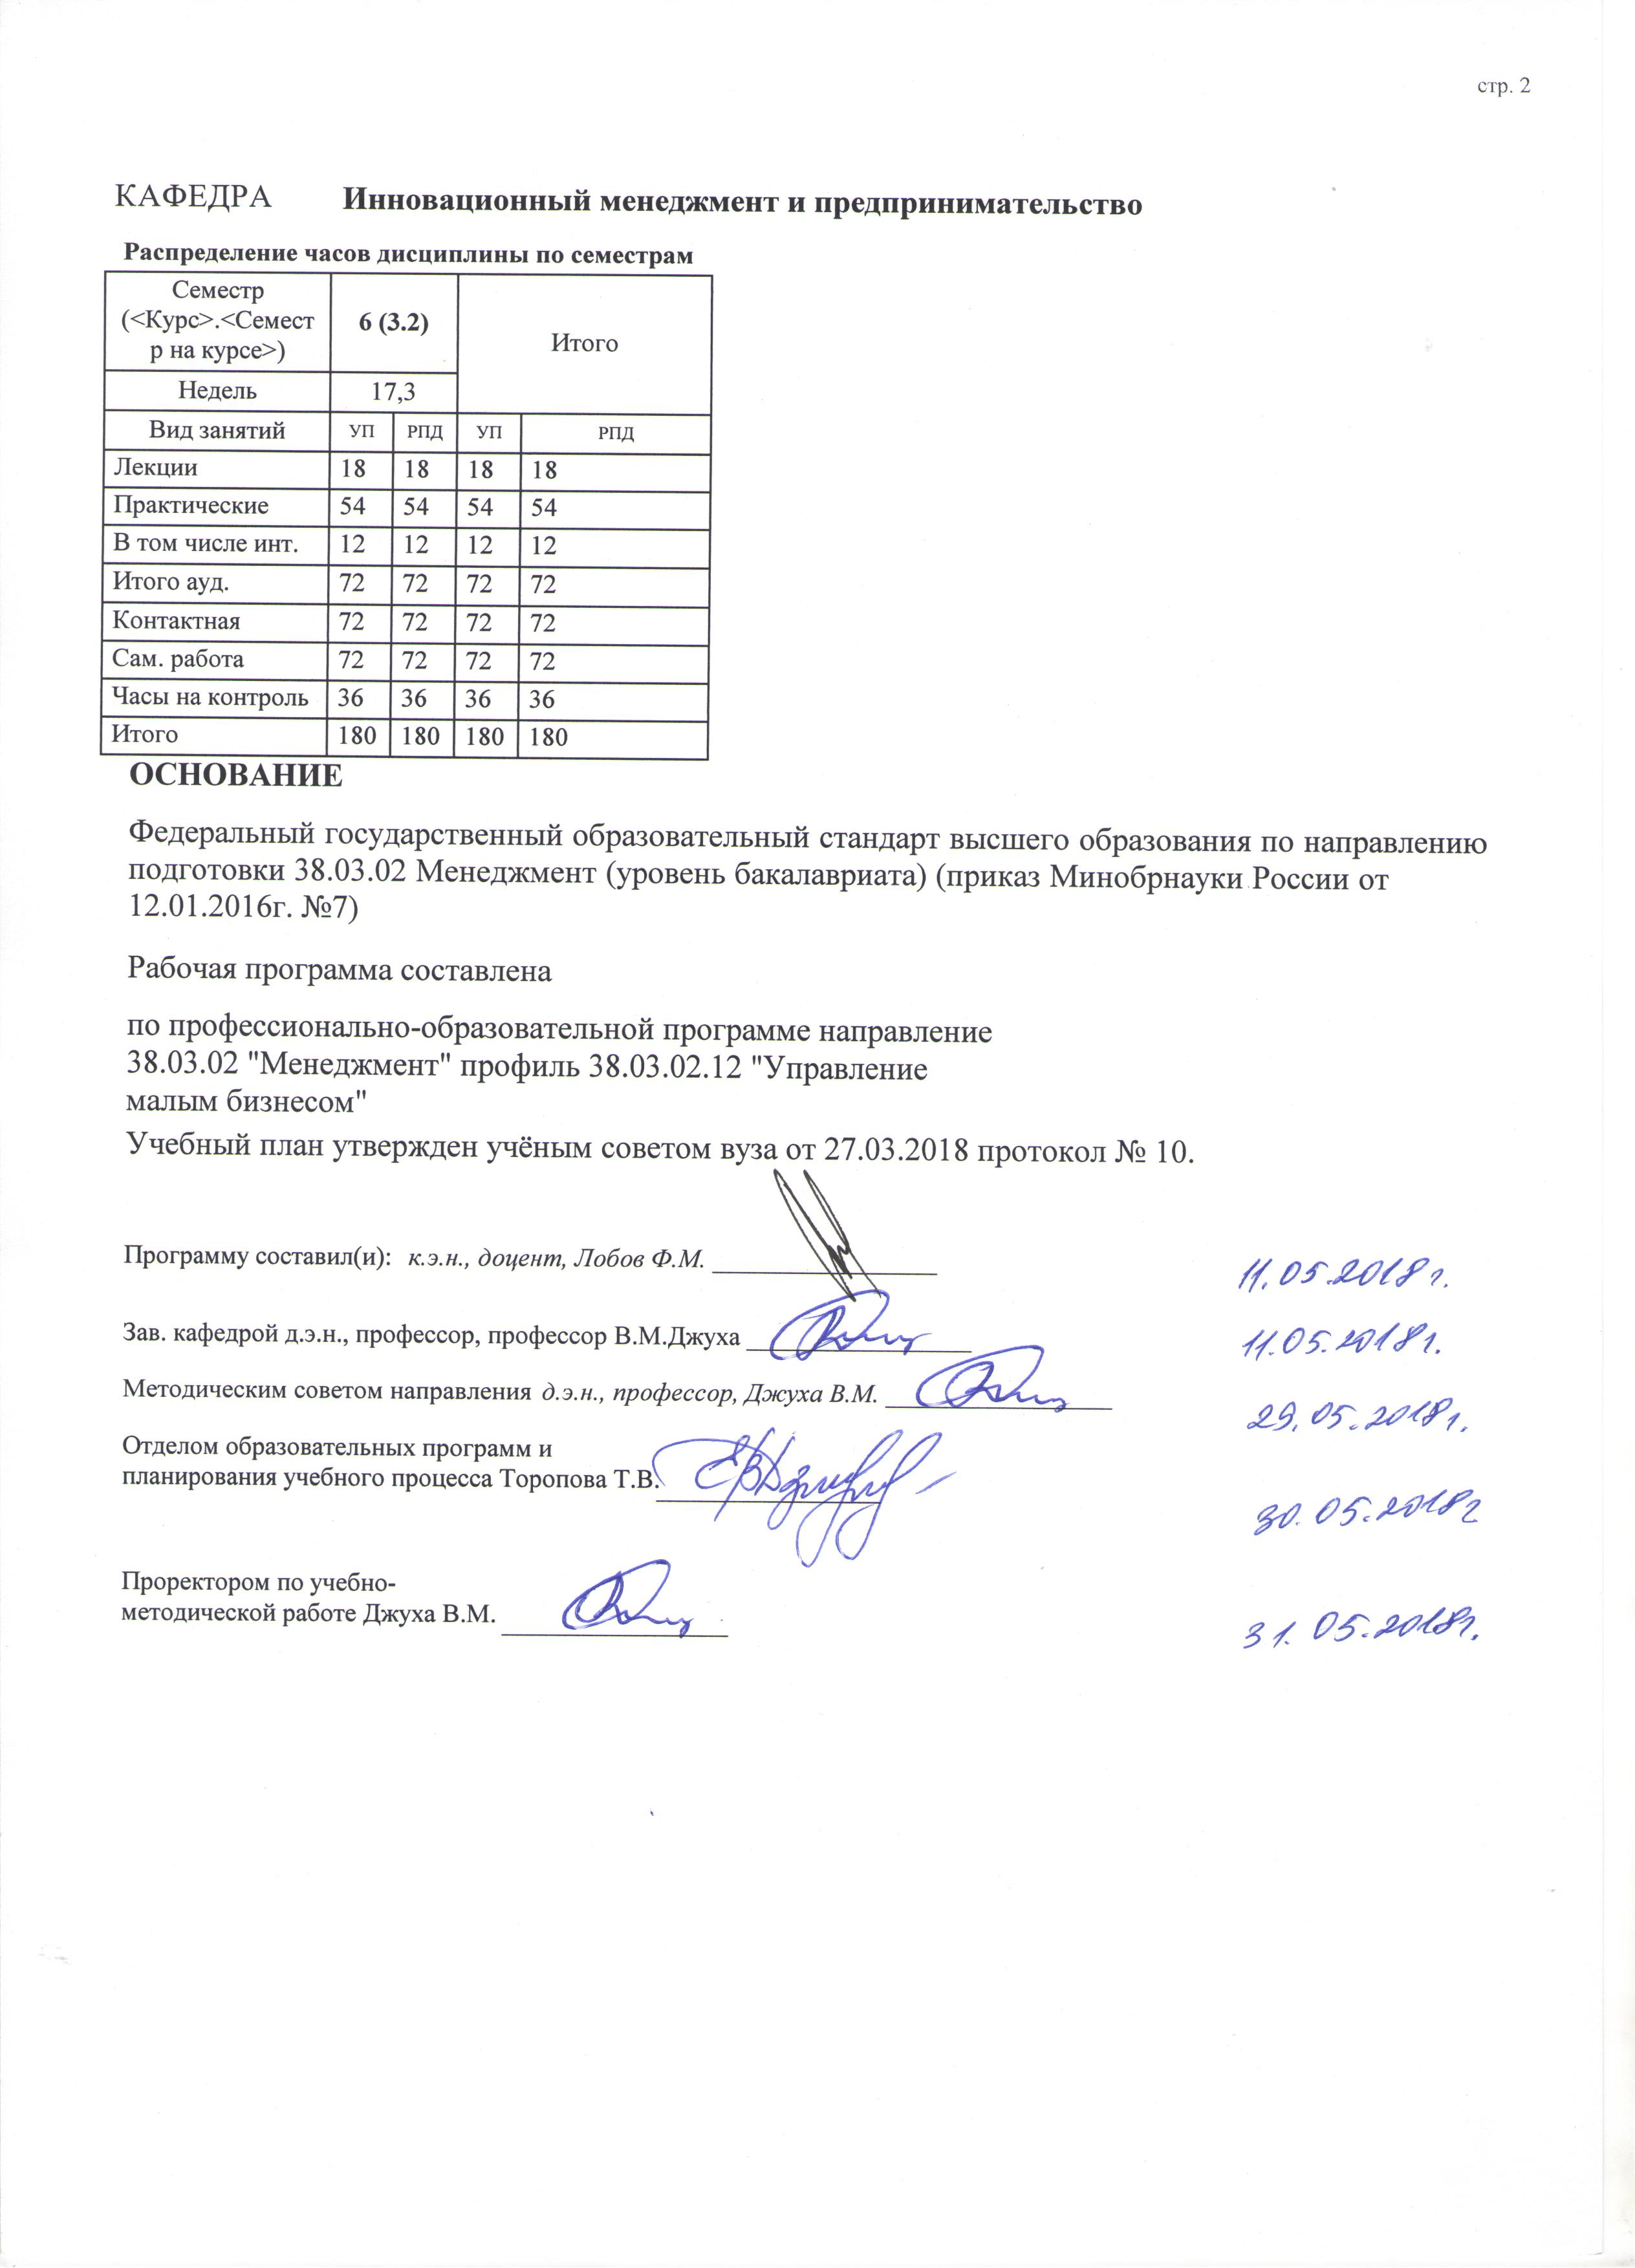 стр. 2
КАФЕДРА Инновационный менеджмент и предпринимательство
Распределение часов дисциплины по семестрам
Семестр
(<Курс>.<Семест
р на курсе>)
6 (3.2)
Итого
Недель 17,3
Вид занятий УП РПД УП РПД
Лекции 18 18 18 18
Практические 54 54 54 54
В том числе инт. 12 12 12 12
Итого ауд. 72 72 72 72
Контактная 72 72 72 72
Сам. работа 72 72 72 72
Часы на контроль 36 36 36 36
Итого 180 180 180 180
ОСНОВАНИЕ
Федеральный государственный образовательный стандарт высшего образования по направлению
подготовки 38.03.02 Менеджмент (уровень бакалавриата) (приказ Минобрнауки России от
12.01.2016г. №7)
Рабочая программа составлена
по профессионально-образовательной программе направление
38.03.02 "Менеджмент" профиль 38.03.02.12 "Управление
малым бизнесом"
Учебный план утвержден учёным советом вуза от 27.03.2018 протокол № 10.
Программу составил(и): к.э.н., доцент, Лобов Ф.М. 11.05.2018г.
Зав. кафедрой д.э.н., профессор, профессор В.М.Джуха 11.05.2018г.
Методическим советом направления д.э.н., профессор, Джуха В.М. 29.05.2018г.
Отделом образовательных программ и
планирования учебного процесса Торопова Т.В. 30.05.2018г
Проректором по учебно-
методической работе Джуха В.М. 31.05.2018г.